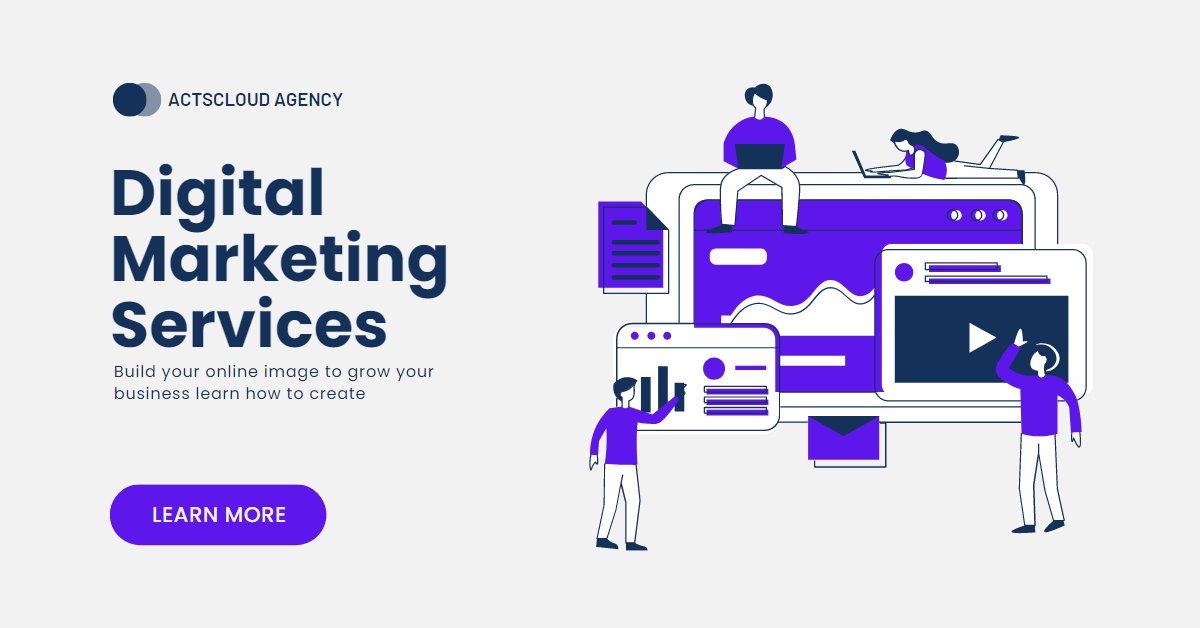 ACTSCLOUD AGENCY
Digital
Marketing
Services
Build your online image to grow your
business learn how to create
LEARN MORE